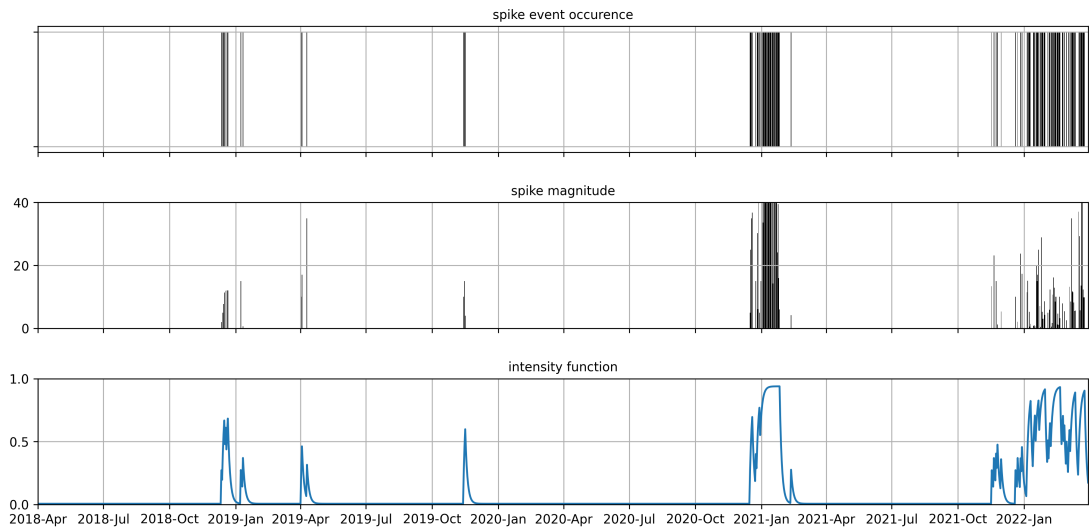 spike event occurence
spike magnitude
40
20
0
intensity function
1.0
0.5
0.0
2018-Apr 2018-Jul 2018-Oct 2019-Jan 2019-Apr 2019-Jul 2019-Oct 2020-Jan 2020-Apr 2020-Jul 2020-Oct 2021-Jan 2021-Apr 2021-Jul 2021-Oct 2022-Jan